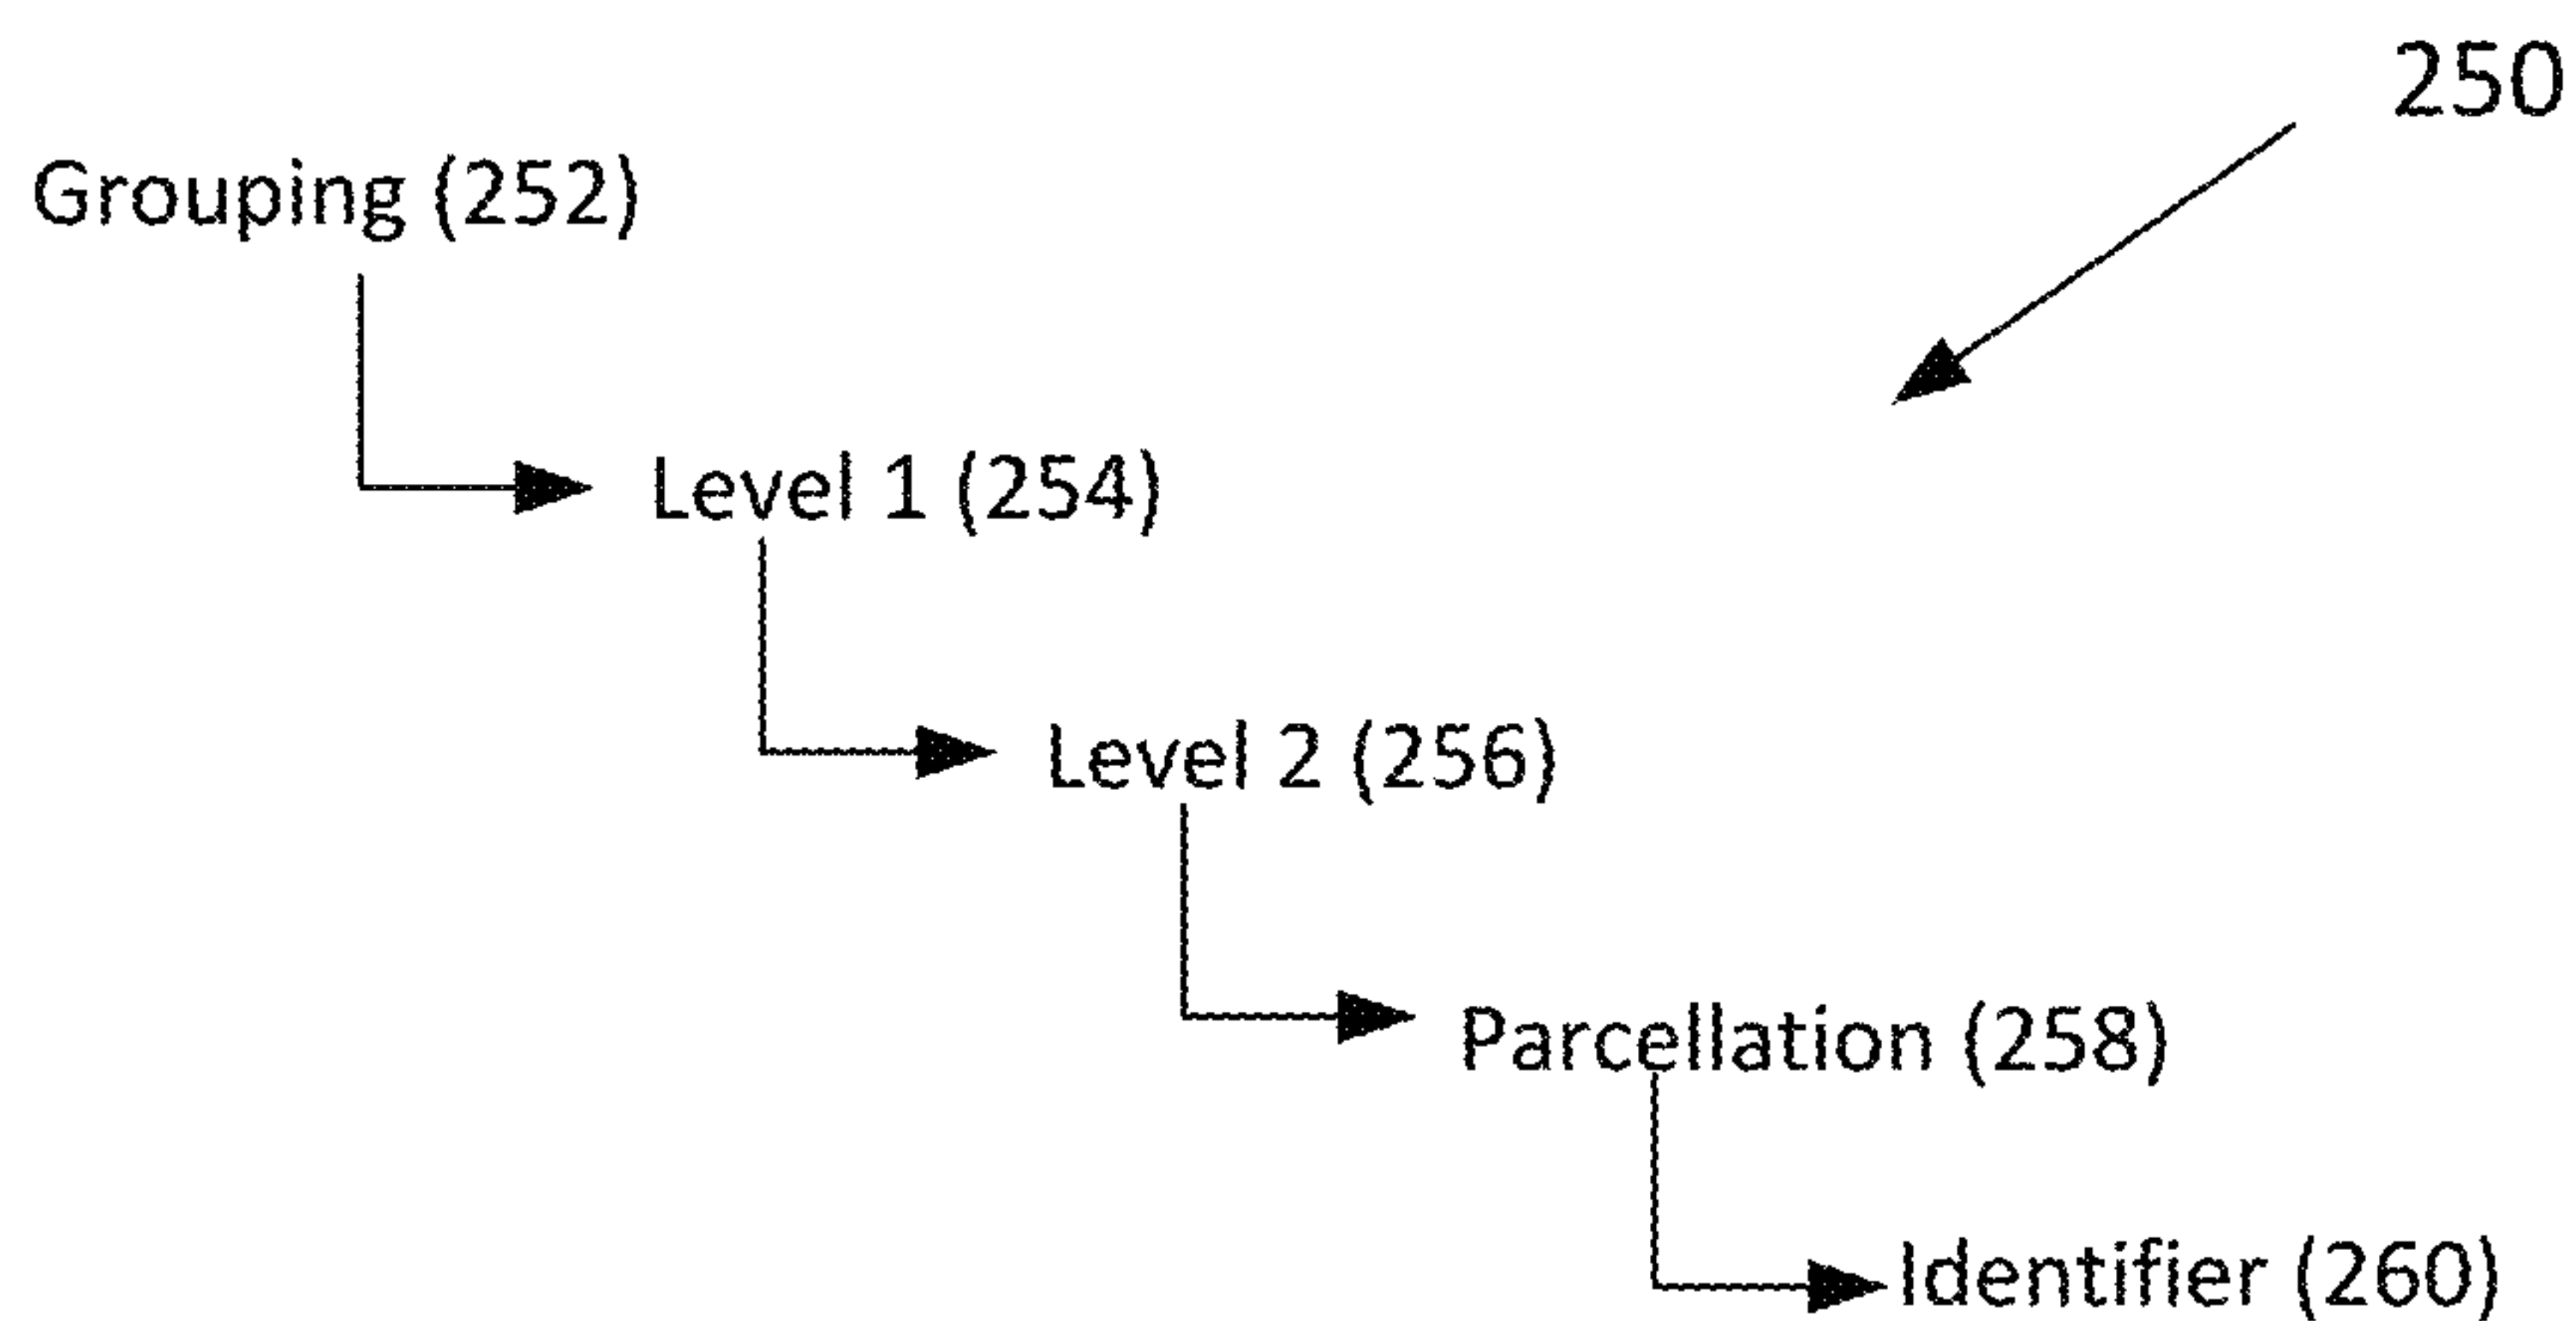 250
Grouping (252)
Level 1 (254)
Level 2 (256)
Parcellation (258)
Identifier (260)